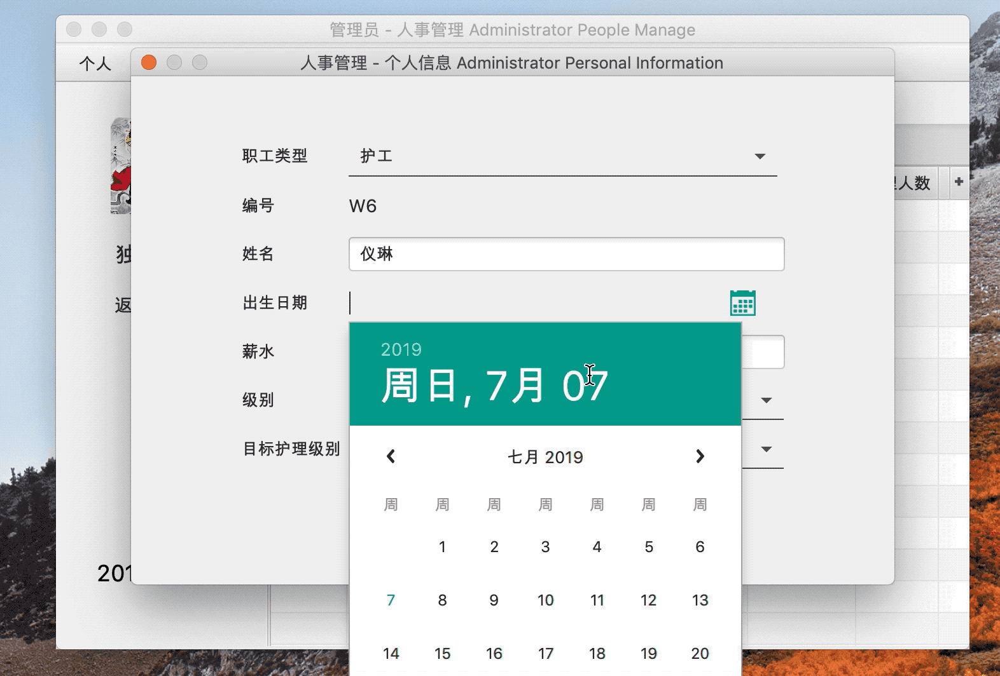 管理员 - 人事管理 Administrator People Manage
个人
人事管理 - 个人信息 Administrator Personal Information
职工类型 护工
人数
编号 W6
姓名 仪琳
独
出生日期
返
2019
周日, 7月 07
薪水
级别
目标护理级别
七月 2019
周 周 周 周 周 周 周
1 2 3 4 5 6
201
7 8 9 10 11 12 13
14 15 16 17 18 19 20